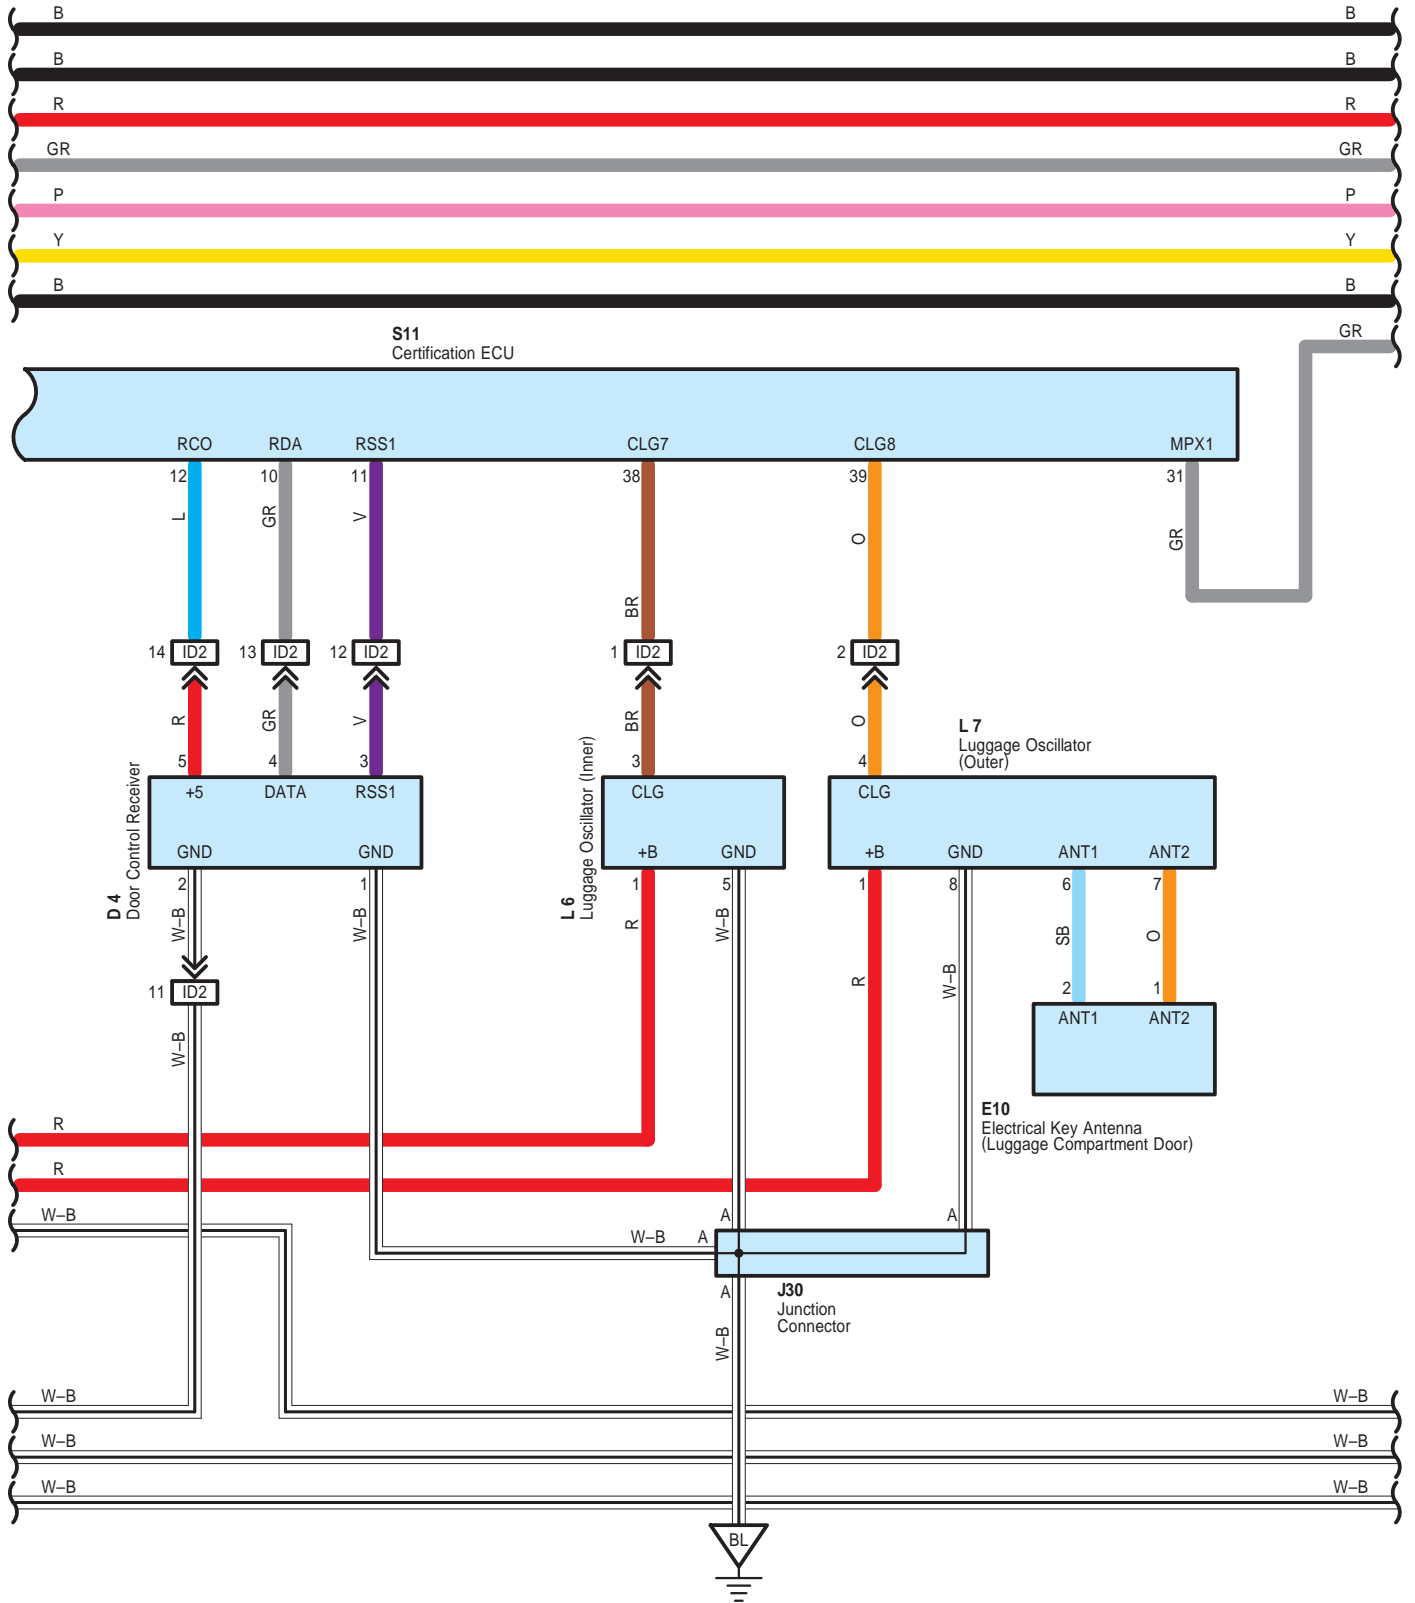 B B
B B
R R
GR GR
P P
Y Y
B B
GR
S11
Certification ECU
RCO RDA RSS1 CLG7 CLG8 MPX1
12 10 11 38 39 31
L GR V BR O GR
14 ID2 13 ID2 12 ID2 1 ID2 2 ID2
R GR V BR O
5 4 3 3 4
L 7
Luggage Oscillator
(Outer)
D 4
Door Control Receiver
+5 DATA RSS1
GND GND
L 6
Luggage Oscillator (Inner)
CLG
+B GND
CLG
+B GND ANT1 ANT2
2 1 1 5 1 8 6 7
W–B W–B R W–B R W–B SB O
11 ID2
W–B
2 1
ANT1 ANT2
E10
Electrical Key Antenna
(Luggage Compartment Door)
R
R
W–B
W–B A A A
J30
Junction
Connector
A
W–B
W–B W–B
W–B W–B
W–B W–B
BL